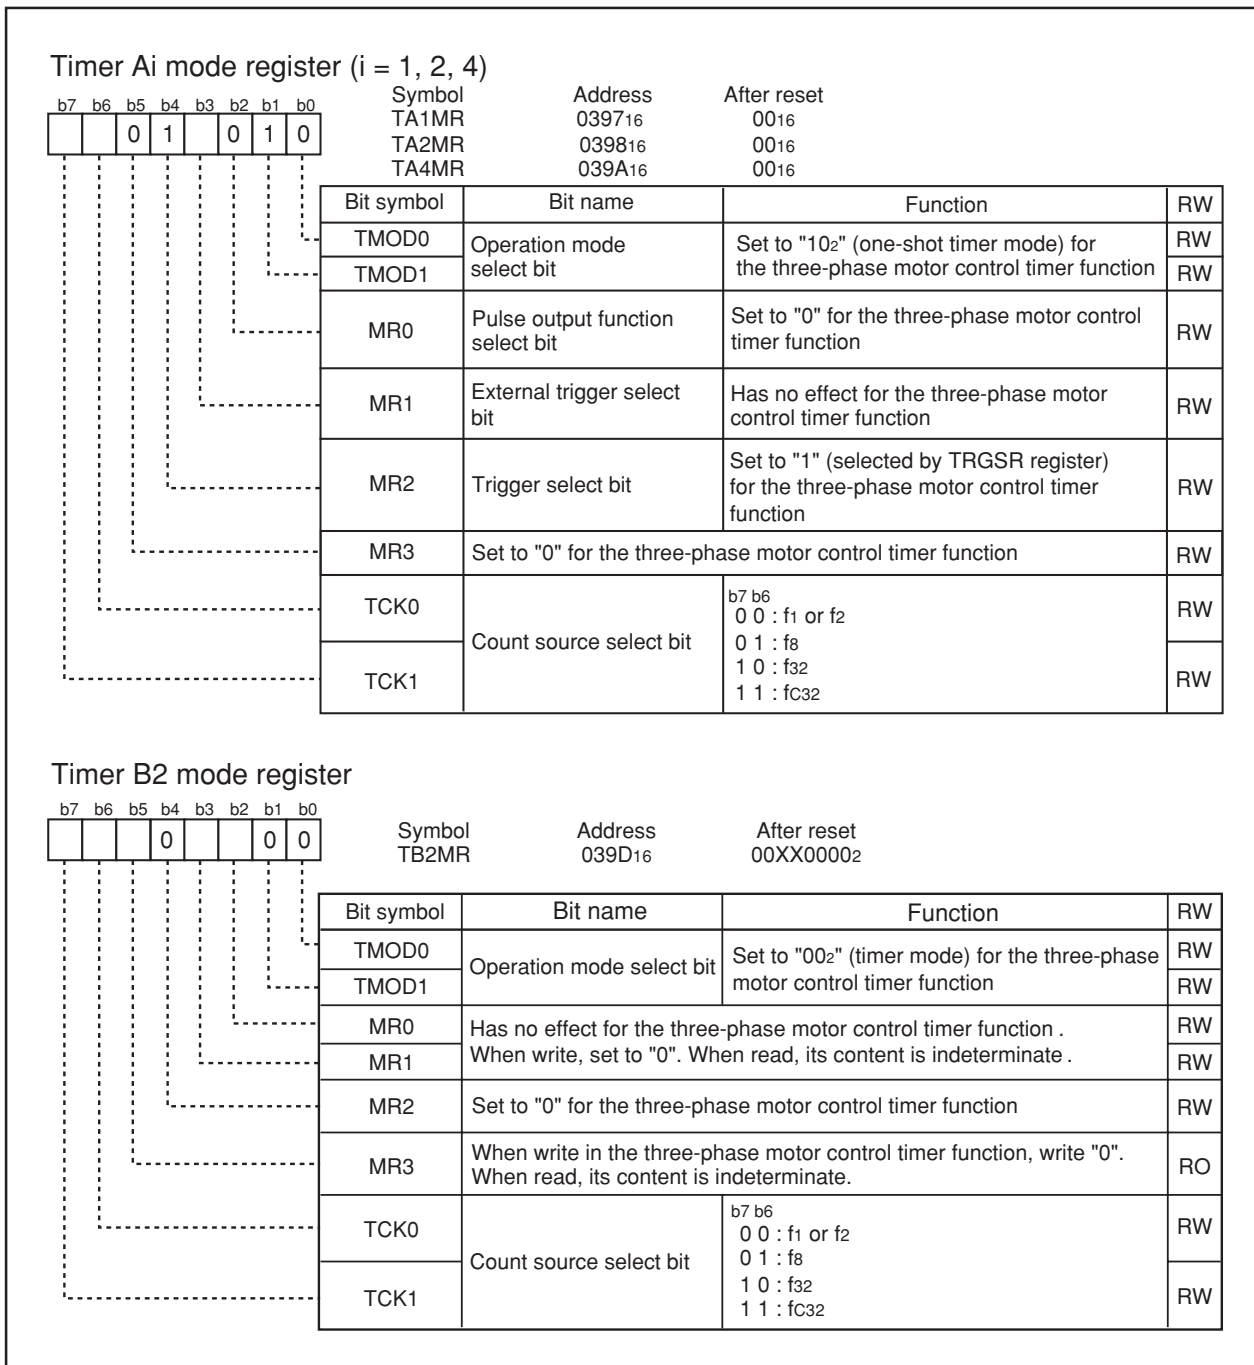 Timer Ai mode register (i = 1, 2, 4)
b7 b6 b5 b4 b3 b2 b1 b0
0 1 0 1 0
Symbol Address After reset
TA1MR 039716 0016
TA2MR 039816 0016
TA4MR 039A16 0016
Bit symbol Bit name Function RW
TMOD0 Operation mode select bit Set to "102" (one-shot timer mode) for RW
TMOD1 the three-phase motor control timer function RW
MR0 Pulse output function Set to "0" for the three-phase motor control RW
select bit timer function
MR1 External trigger select Has no effect for the three-phase motor RW
bit control timer function
MR2 Trigger select bit Set to "1" (selected by TRGSR register) RW
for the three-phase motor control timer
function
MR3 Set to "0" for the three-phase motor control timer function RW
TCK0 Count source select bit b7 b6 RW
0 0 : f1 or f2
0 1 : f8
1 0 : f32
TCK1 1 1 : fC32 RW
Timer B2 mode register
b7 b6 b5 b4 b3 b2 b1 b0
0 0 0
Symbol Address After reset
TB2MR 039D16 00XX00002
Bit symbol Bit name Function RW
TMOD0 Operation mode select bit Set to "002" (timer mode) for the three-phase RW
TMOD1 motor control timer function RW
MR0 Has no effect for the three-phase motor control timer function . RW
MR1 When write, set to "0". When read, its content is indeterminate . RW
MR2 Set to "0" for the three-phase motor control timer function RW
MR3 When write in the three-phase motor control timer function, write "0". RO
When read, its content is indeterminate.
TCK0 Count source select bit b7 b6 RW
0 0 : f1 or f2
0 1 : f8
1 0 : f32
TCK1 1 1 : fC32 RW